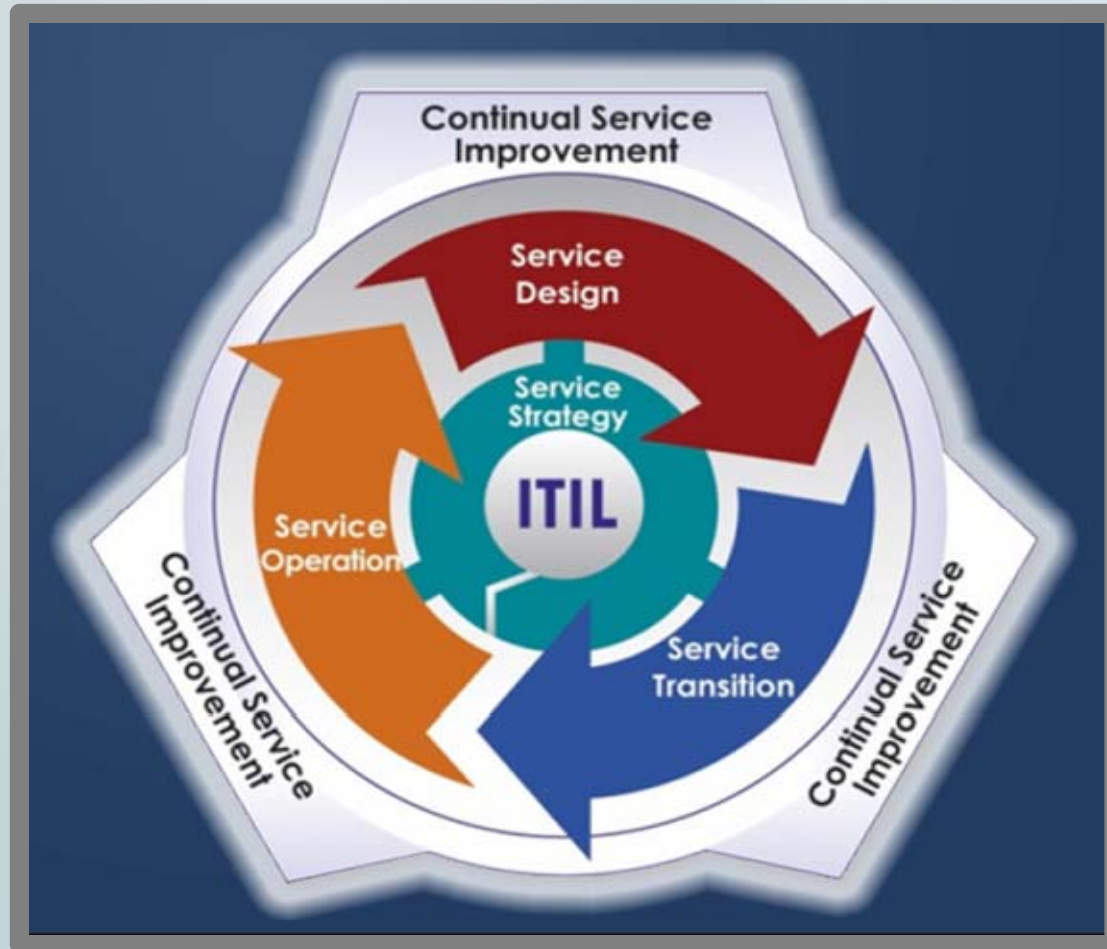 Continual Service
Improvement
Service
Design
Service
Strategy
ITIL
Service
Operation
Service
Transition
Continual Service
Improvement
Continual Service
Improvement